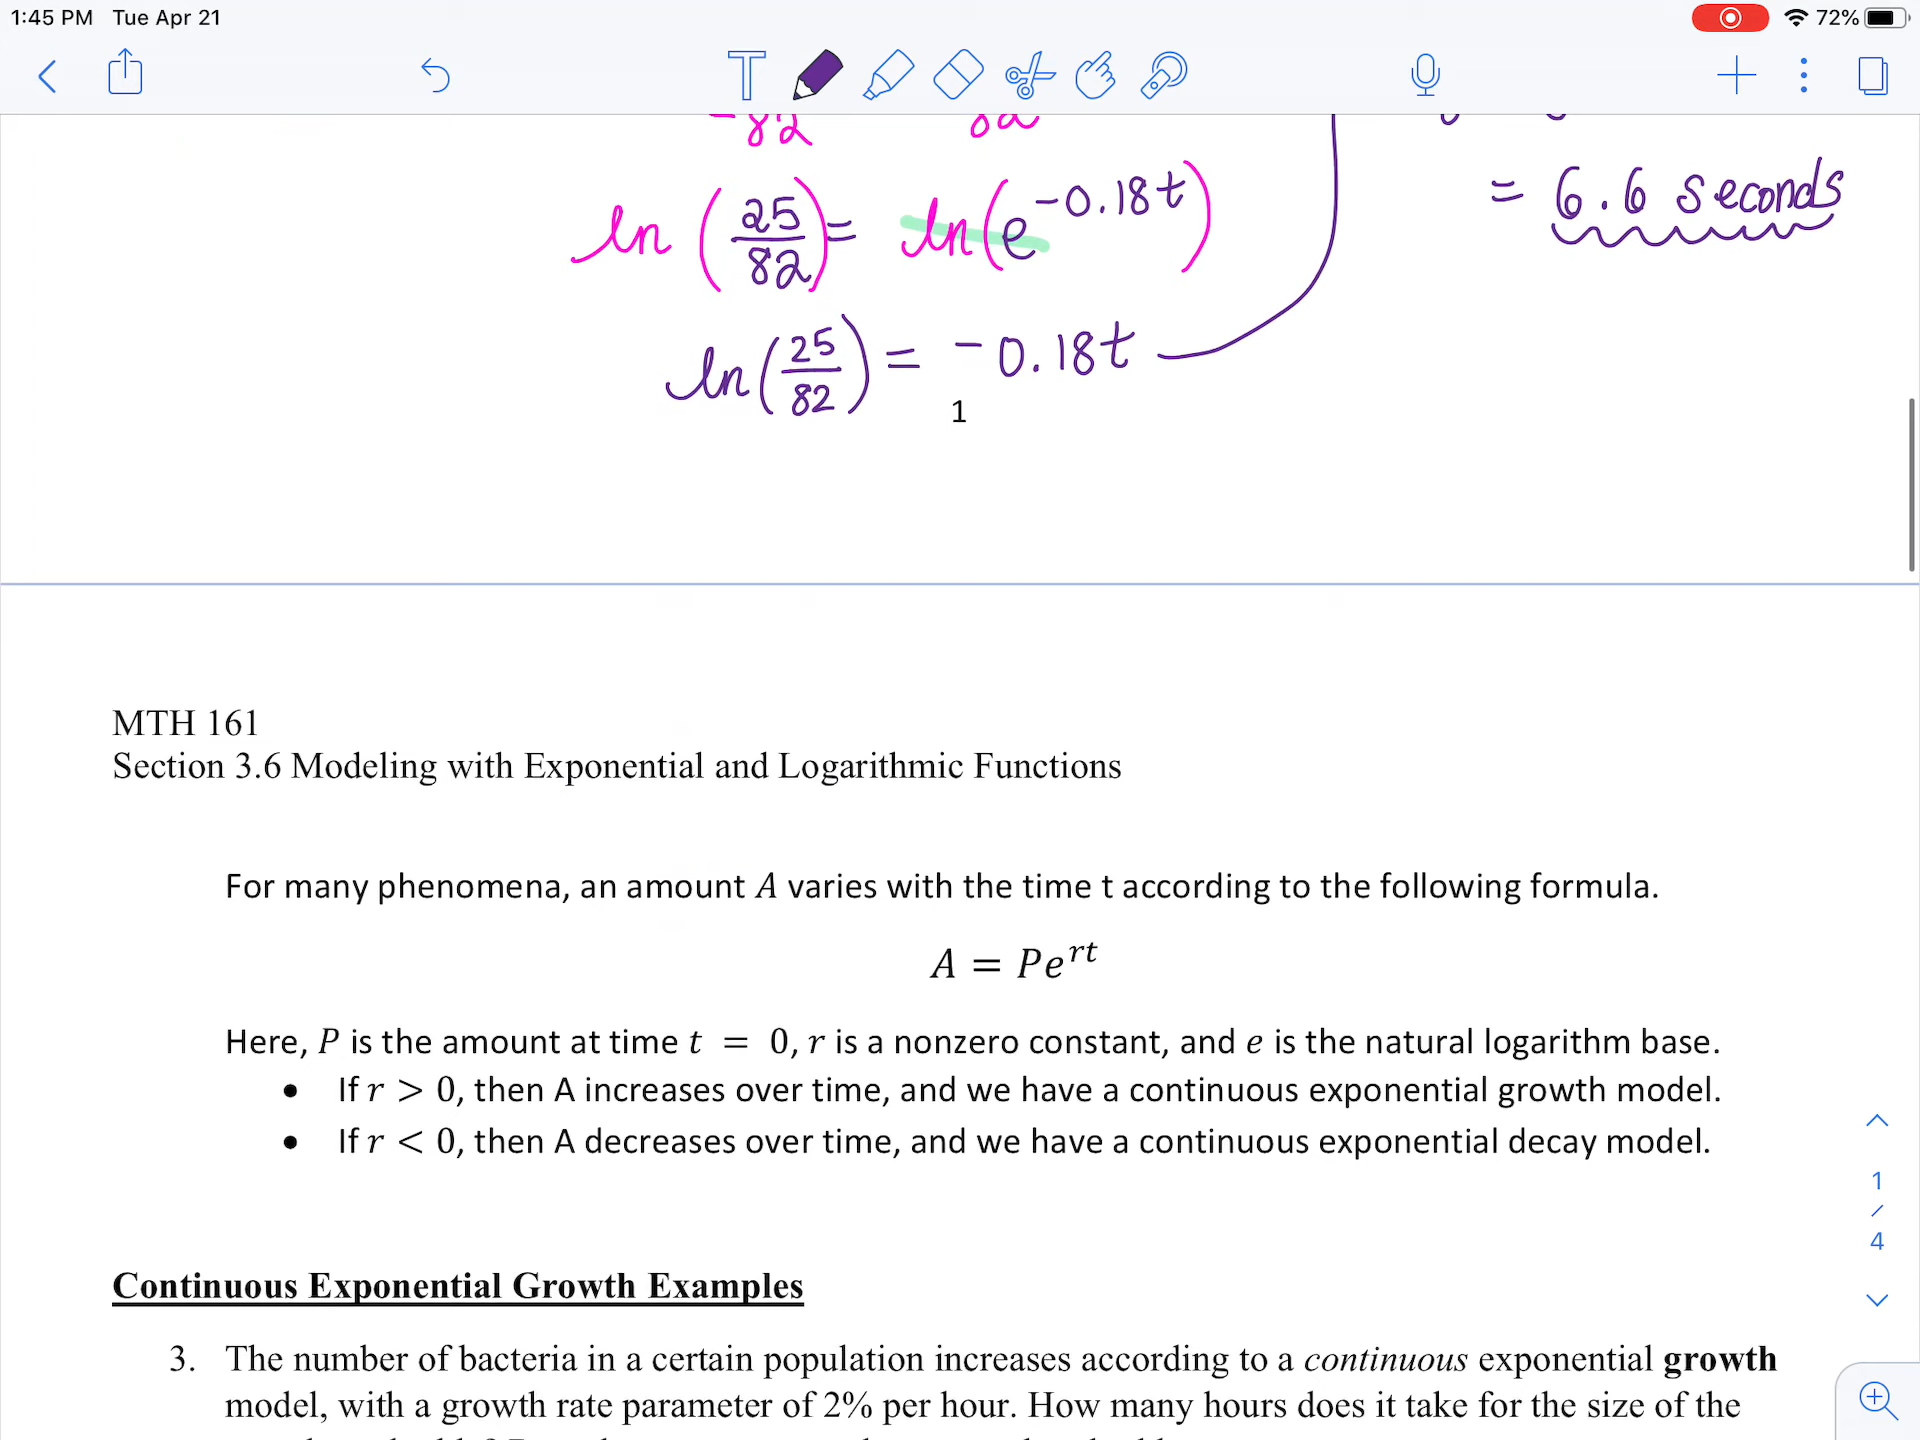 1:45 PM Tue Apr 21
72%
-82 82
= 6.6 seconds
ln(25/82) = ln(e^-0.18t)
ln(25/82) = -0.18t
1
MTH 161
Section 3.6 Modeling with Exponential and Logarithmic Functions
For many phenomena, an amount A varies with the time t according to the following formula.
A = Pe^rt
Here, P is the amount at time t = 0, r is a nonzero constant, and e is the natural logarithm base.
• If r > 0, then A increases over time, and we have a continuous exponential growth model.
• If r < 0, then A decreases over time, and we have a continuous exponential decay model.
1
/
4
Continuous Exponential Growth Examples
3. The number of bacteria in a certain population increases according to a continuous exponential growth
model, with a growth rate parameter of 2% per hour. How many hours does it take for the size of the